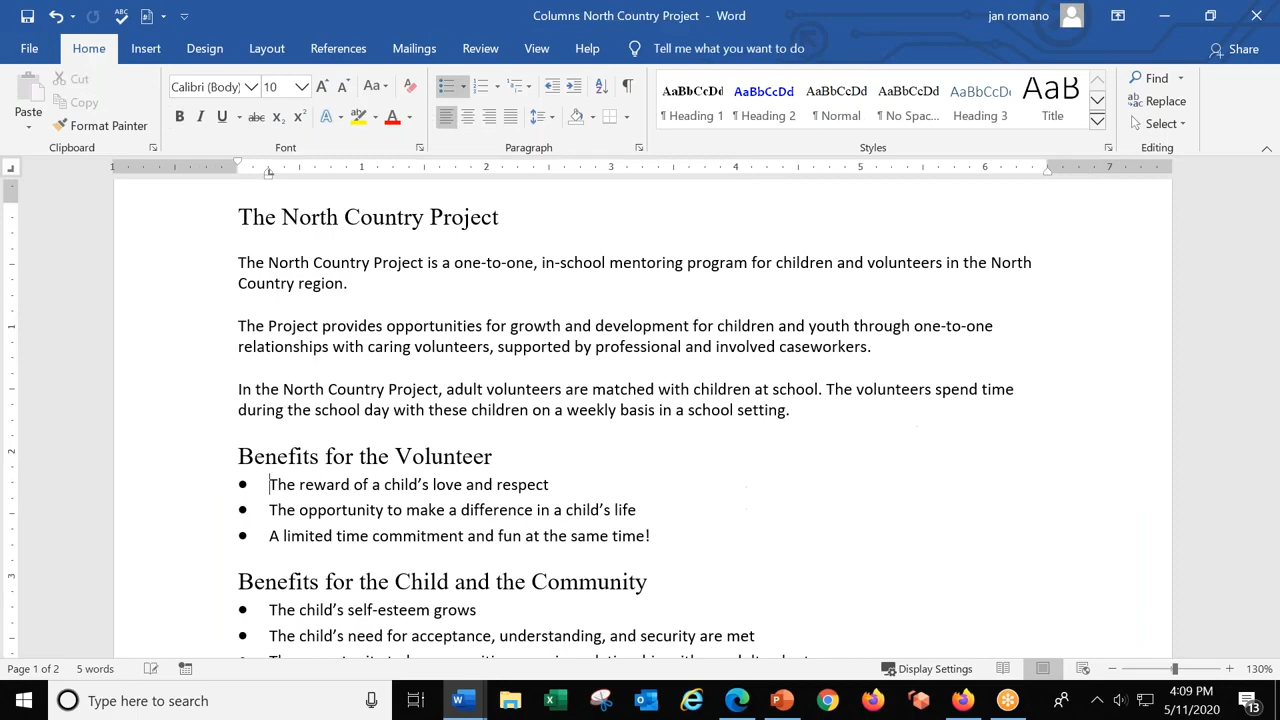 Columns North Country Project - Word
jan romano
File Home Insert Design Layout References Mailings Review View Help Tell me what you want to do Share
Paste
Cut
Copy
Format Painter
Clipboard
Calibri (Body) 10
Font
Paragraph
AaBbCcDd AaBbCcDd AaBbCcDd AaBbCcDd AaBbCcDd AaB
¶ Heading 1 ¶ Heading 2 ¶ Normal ¶ No Spac... Heading 3 Title
Styles
Find
Replace
Select
Editing
1 1 2 3 4 5 6 7
The North Country Project
The North Country Project is a one-to-one, in-school mentoring program for children and volunteers in the North
Country region.
The Project provides opportunities for growth and development for children and youth through one-to-one
relationships with caring volunteers, supported by professional and involved caseworkers.
In the North Country Project, adult volunteers are matched with children at school. The volunteers spend time
during the school day with these children on a weekly basis in a school setting.
Benefits for the Volunteer
● The reward of a child’s love and respect
● The opportunity to make a difference in a child’s life
● A limited time commitment and fun at the same time!
Benefits for the Child and the Community
● The child’s self-esteem grows
● The child’s need for acceptance, understanding, and security are met
Page 1 of 2 5 words Display Settings 130%
Type here to search
4:09 PM
5/11/2020
13